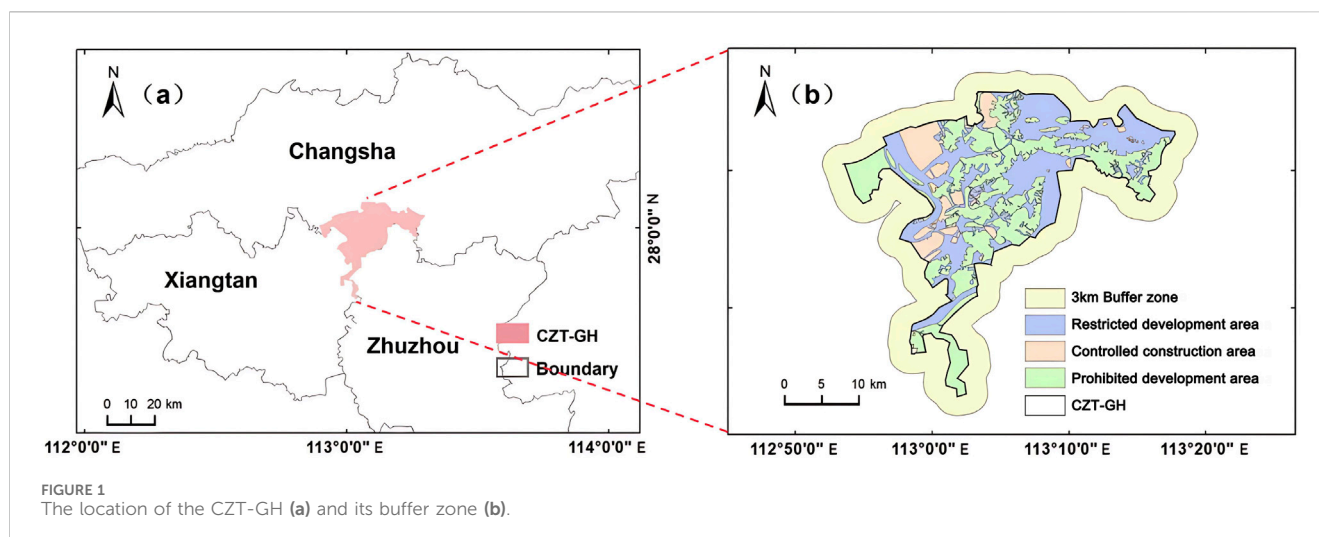 N
(a)
Changsha
Xiangtan
Zhuzhou
CZT-GH
Boundary
0 10 20 km
28°0'0" N
112°0'0" E
113°0'0" E
114°0'0" E
N
(b)
3km Buffer zone
Restricted development area
Controlled construction area
Prohibited development area
CZT-GH
0 5 10 km
112°50'0" E
113°0'0" E
113°10'0" E
113°20'0" E
FIGURE 1
The location of the CZT-GH (a) and its buffer zone (b).